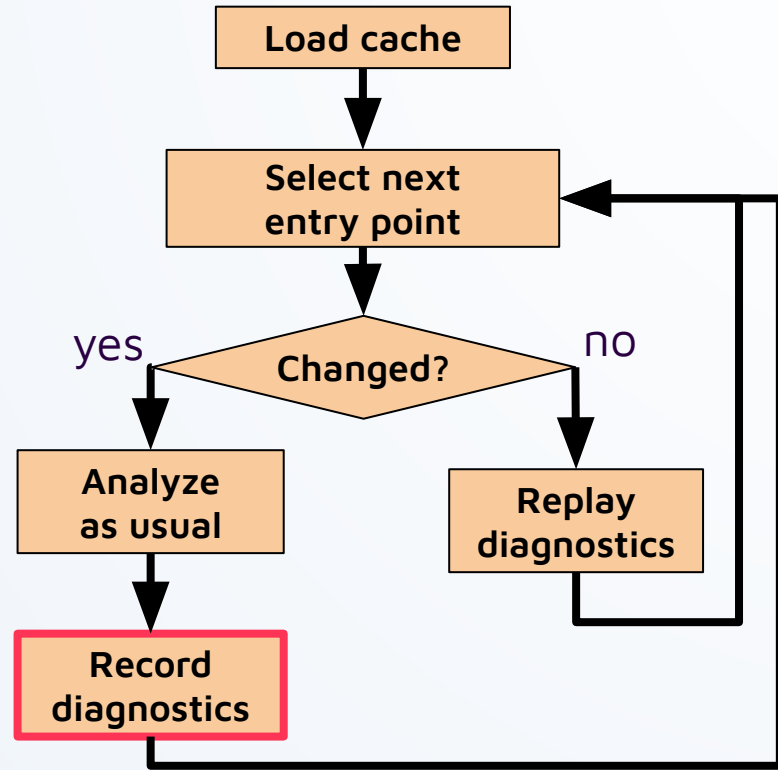 Load cache
Select next
entry point
yes
no
Changed?
Analyze
as usual
Replay
diagnostics
Record
diagnostics